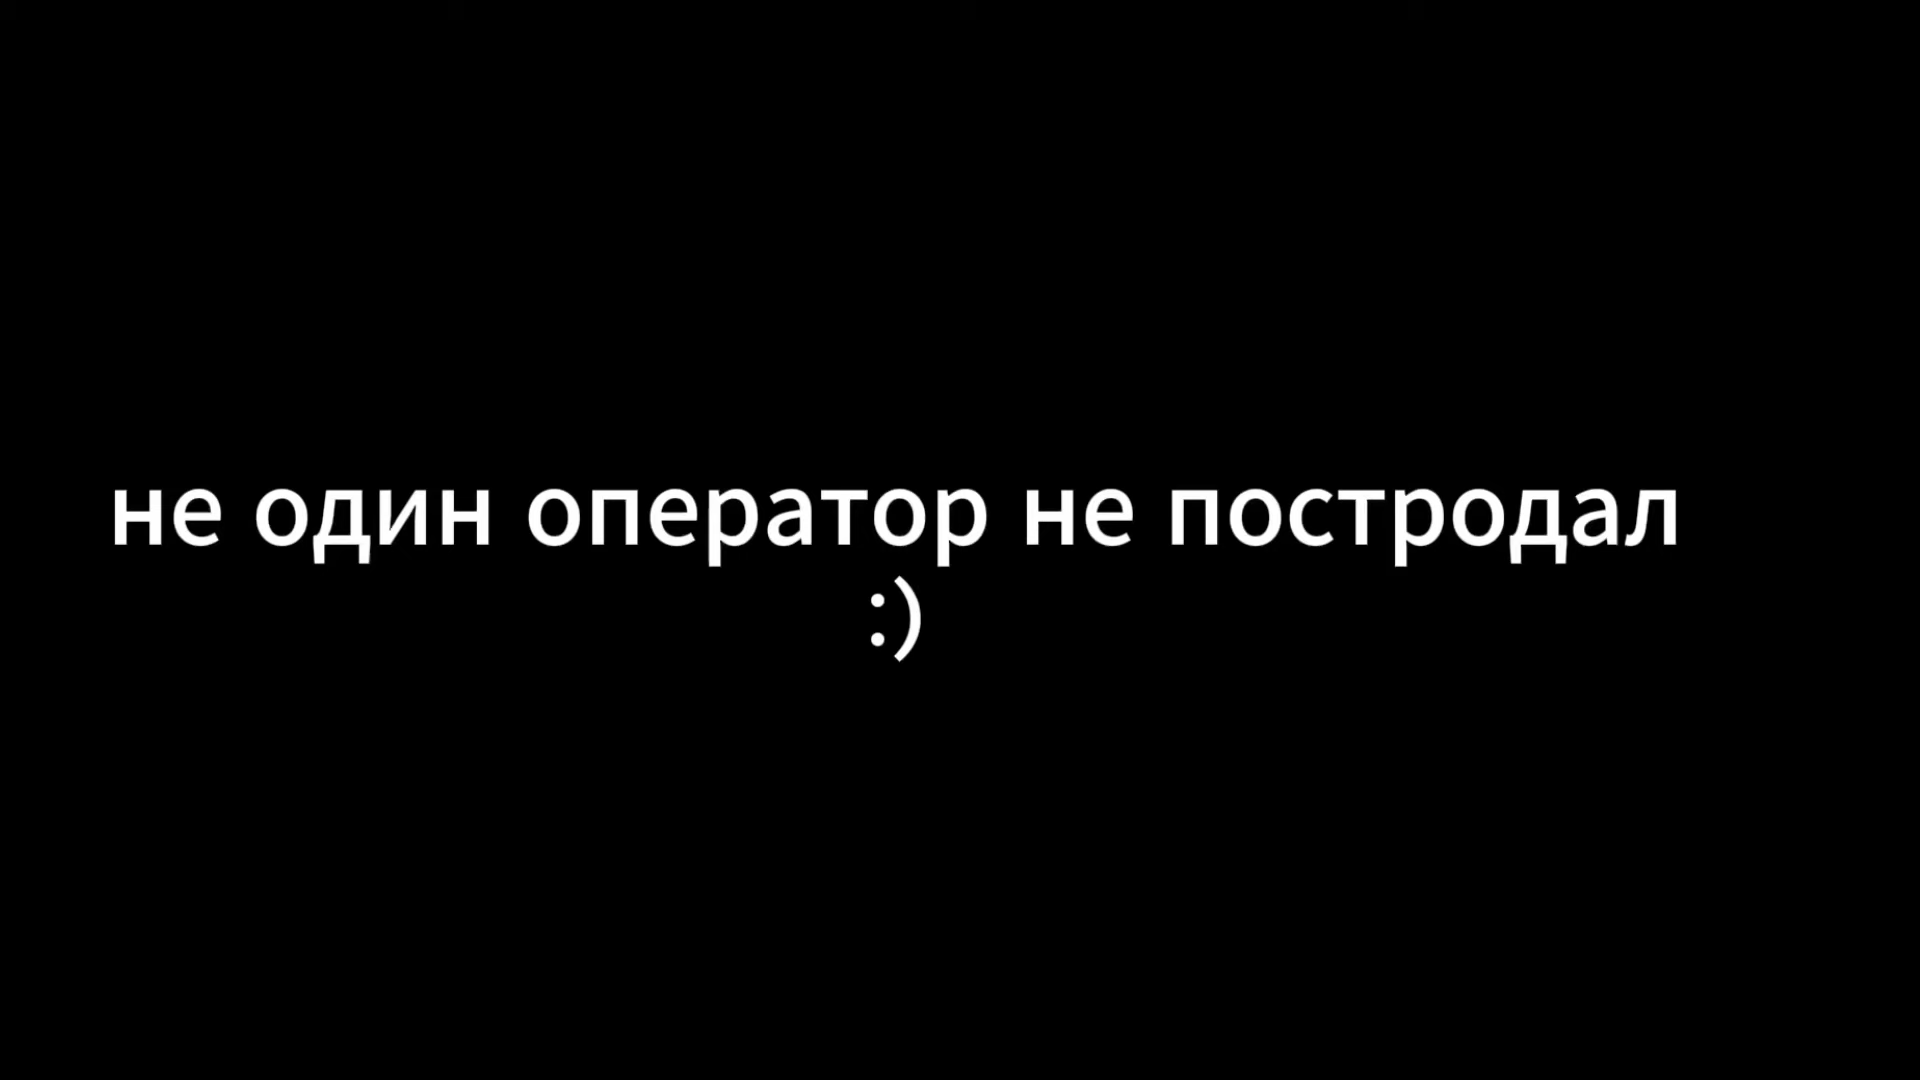 не один оператор не постродал
:)